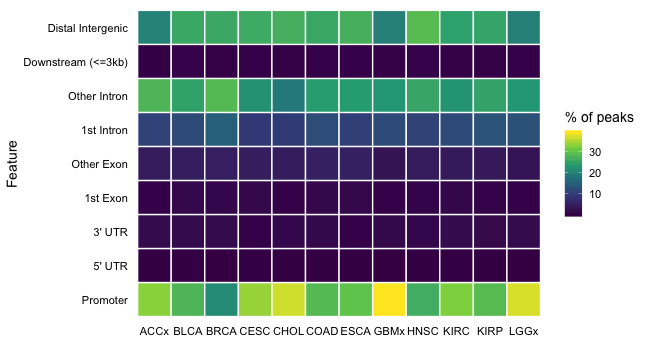 Distal Intergenic
Downstream (<=3kb)
Other Intron
1st Intron
Other Exon
1st Exon
3' UTR
5' UTR
Promoter
Feature
ACCx BLCA BRCA CESC CHOL COAD ESCA GBMx HNSC KIRC KIRP LGGx
% of peaks
30
20
10